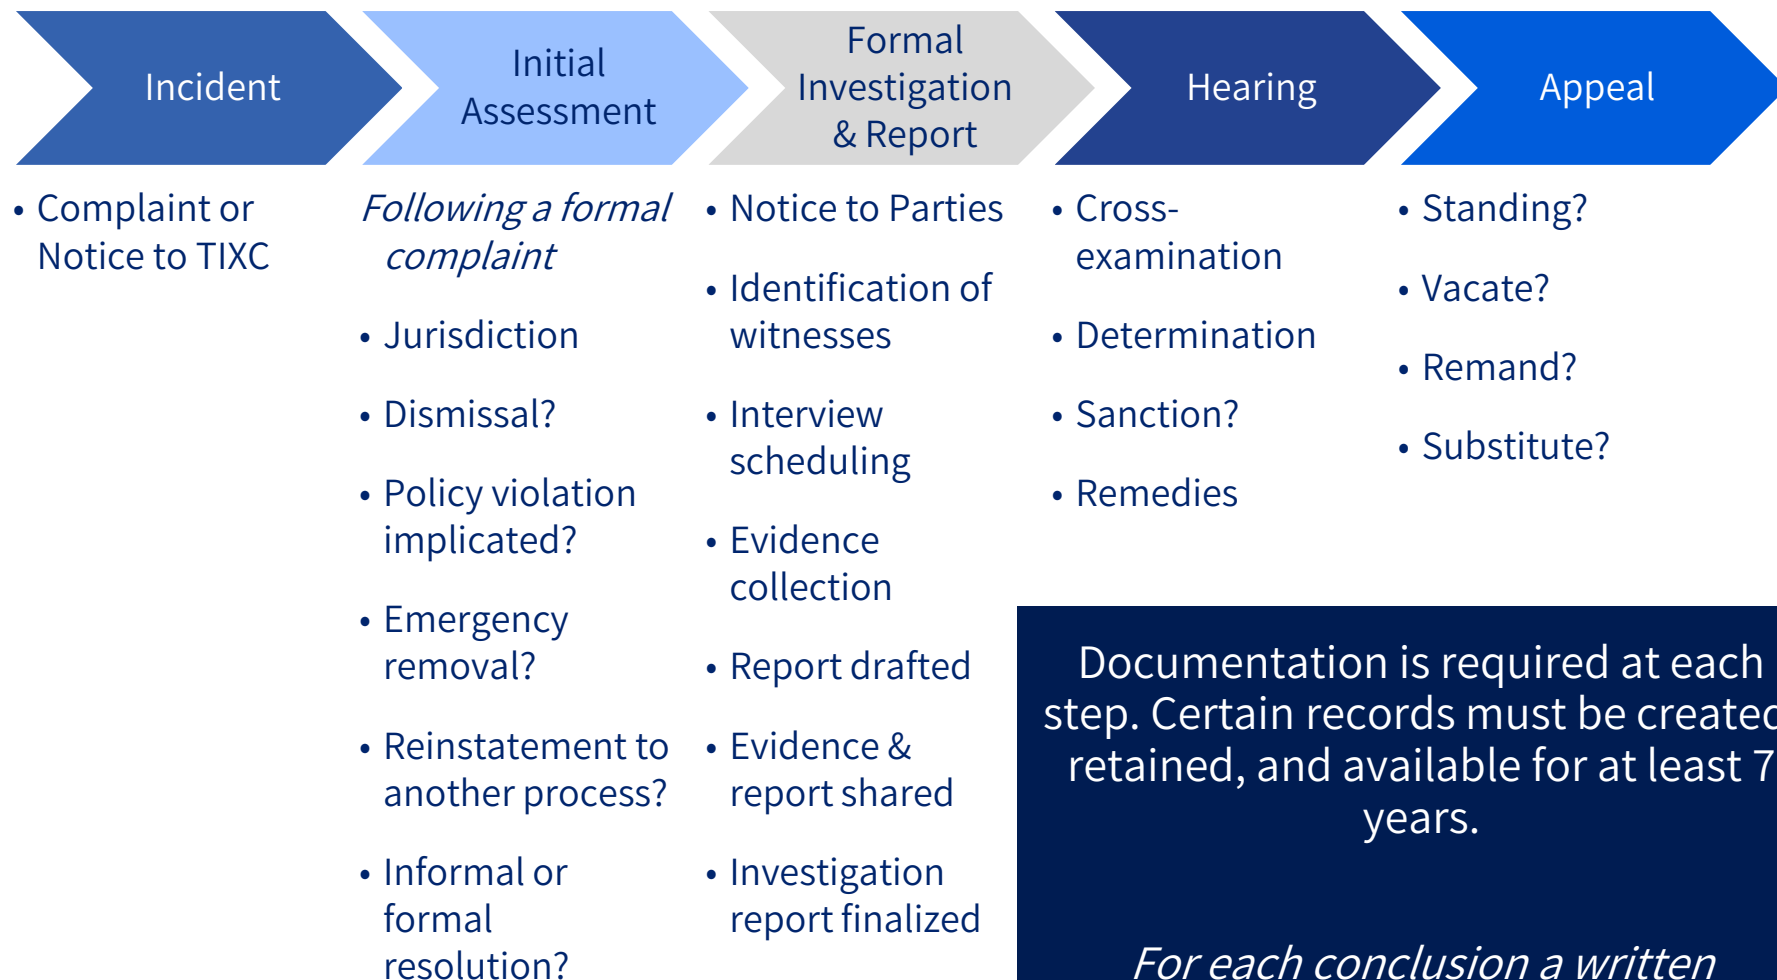 Incident
Initial
Assessment
Formal
Investigation
& Report
Hearing
Appeal
• Complaint or
Notice to TIXC
Following a formal
complaint
• Jurisdiction
• Dismissal?
• Policy violation
implicated?
• Emergency
removal?
• Reinstatement to
another process?
• Informal or
formal
resolution?
• Notice to Parties
• Identification of
witnesses
• Interview
scheduling
• Evidence
collection
• Report drafted
• Evidence &
report shared
• Investigation
report finalized
• Cross-
examination
• Determination
• Sanction?
• Remedies
• Standing?
• Vacate?
• Remand?
• Substitute?
Documentation is required at each
step. Certain records must be created
retained, and available for at least 7
years.
For each conclusion a written